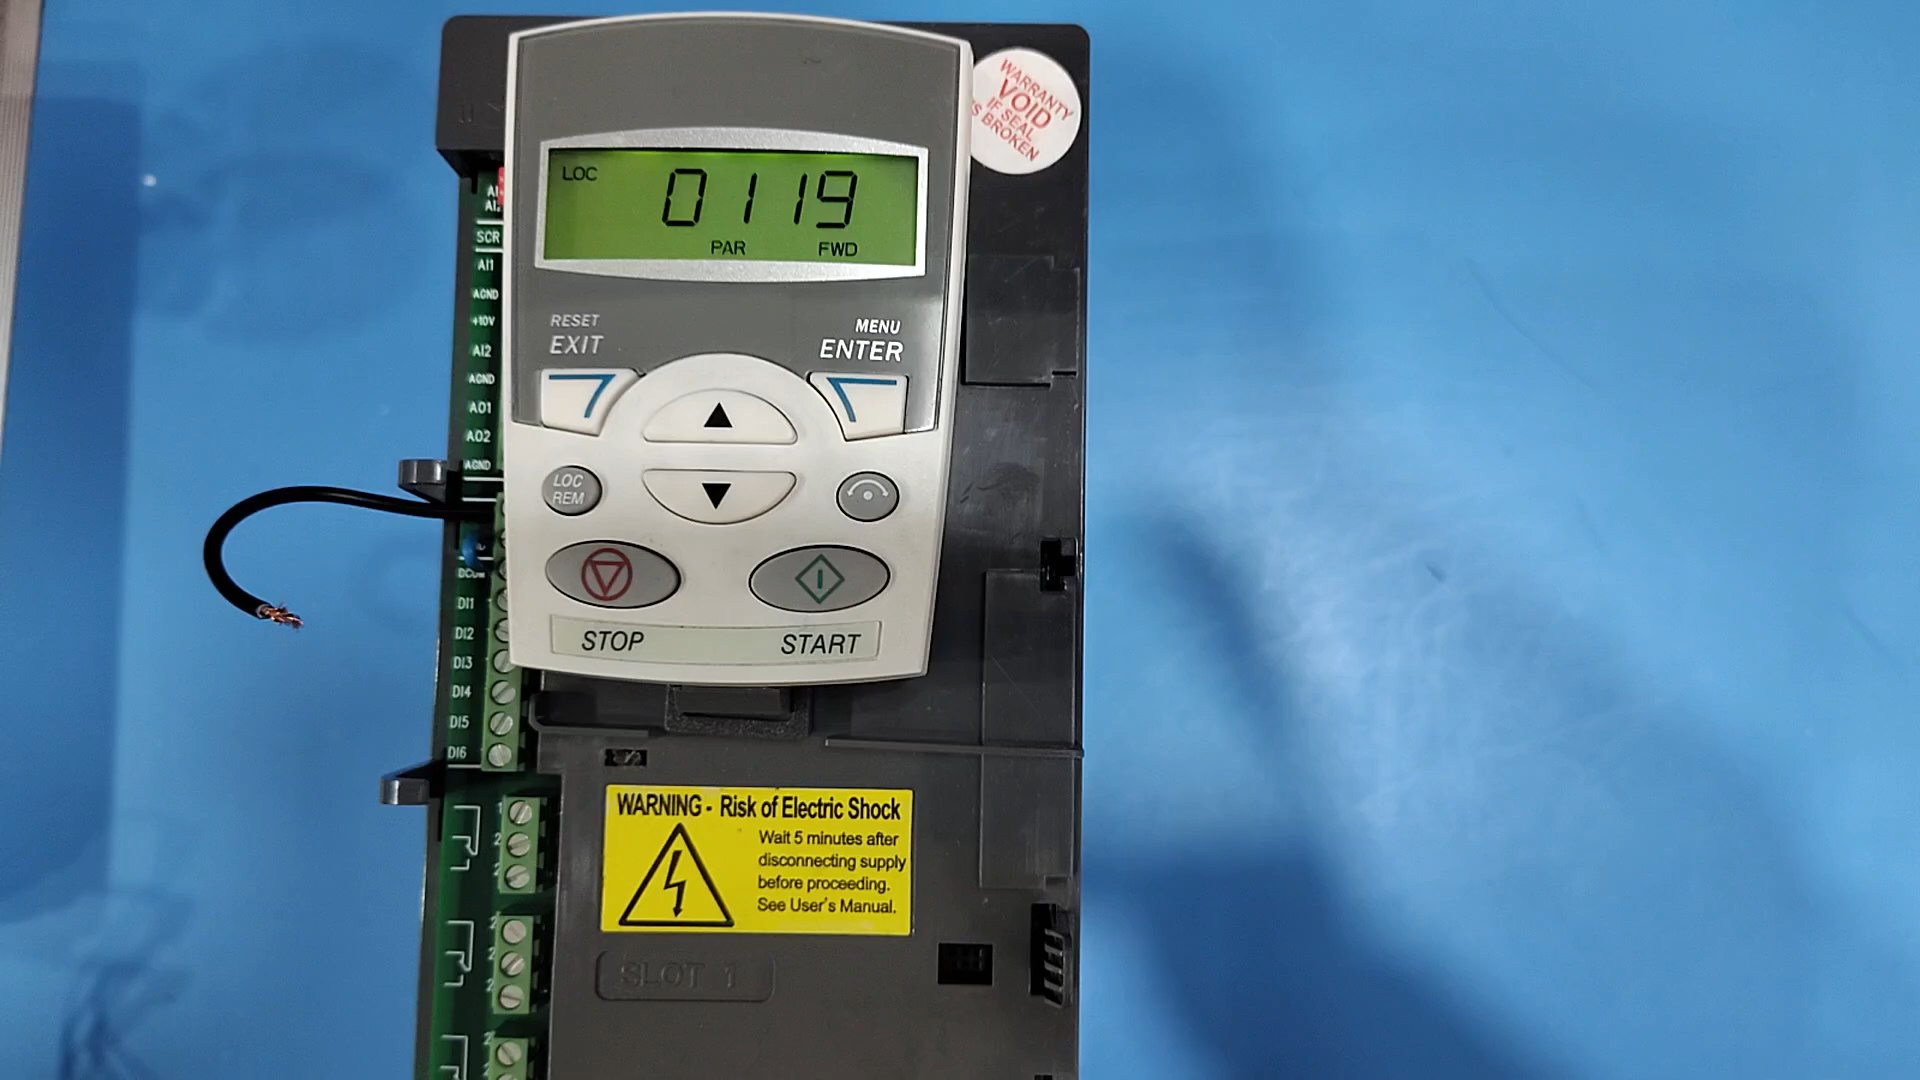 WARRANTY
VOID
IF SEAL
IS BROKEN
LOC
0119
PAR FWD
RESET
EXIT
MENU
ENTER
LOC
REM
STOP
START
SCR
AI1
AGND
+10V
AI2
AGND
AO1
AO2
AGND
DCOM
DI1
DI2
DI3
DI4
DI5
DI6
WARNING - Risk of Electric Shock
Wait 5 minutes after
disconnecting supply
before proceeding.
See User's Manual.
SLOT 1